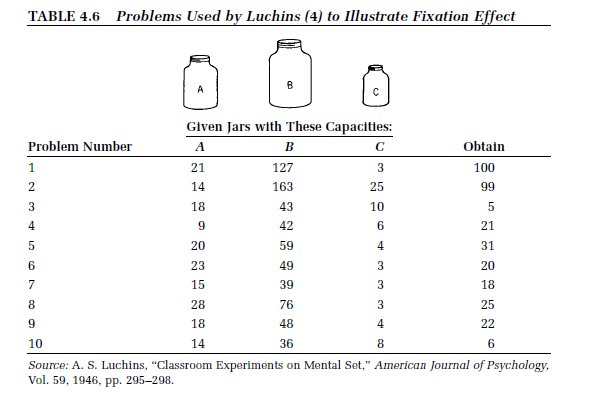 TABLE 4.6 Problems Used by Luchins (4) to Illustrate Fixation Effect
A B C
Given Jars with These Capacities:
Problem Number A B C Obtain
1 21 127 3 100
2 14 163 25 99
3 18 43 10 5
4 9 42 6 21
5 20 59 4 31
6 23 49 3 20
7 15 39 3 18
8 28 76 3 25
9 18 48 4 22
10 14 36 8 6
Source: A. S. Luchins, “Classroom Experiments on Mental Set,” American Journal of Psychology,
Vol. 59, 1946, pp. 295–298.